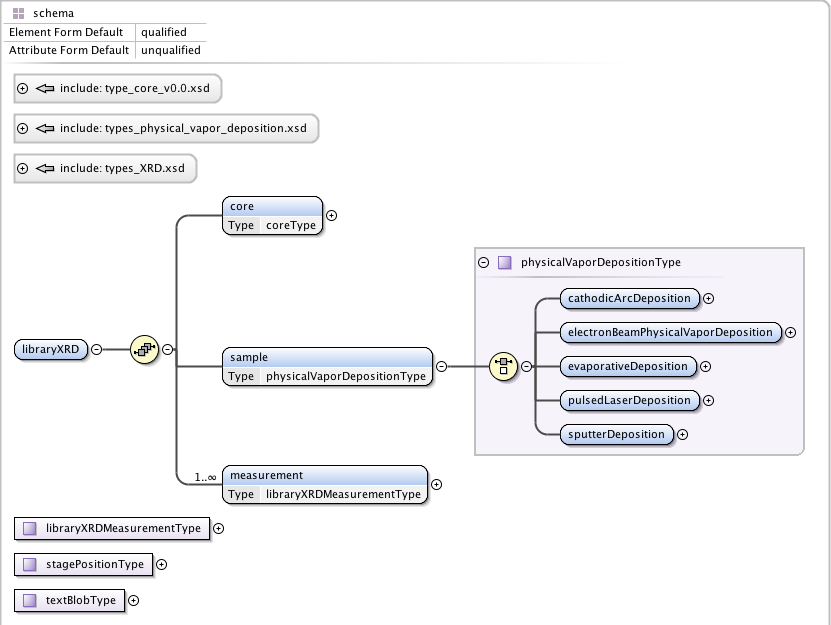 schema
Element Form Default qualified
Attribute Form Default unqualified
include: type_core_v0.0.xsd
include: types_physical_vapor_deposition.xsd
include: types_XRD.xsd
core
Type coreType
physicalVaporDepositionType
cathodicArcDeposition
electronBeamPhysicalVaporDeposition
libraryXRD
sample
Type physicalVaporDepositionType
evaporativeDeposition
pulsedLaserDeposition
sputterDeposition
1..∞
measurement
Type libraryXRDMeasurementType
libraryXRDMeasurementType
stagePositionType
textBlobType